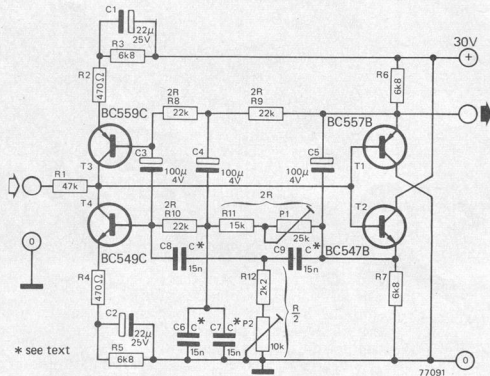 C1
22µ
25V
R3
6k8
R2
470Ω
30V
+
R6
6k8
2R
R8
22k
2R
R9
22k
BC559C
BC557B
C3
100µ
4V
C4
100µ
4V
C5
100µ
4V
T3
T1
R1
47k
T4
T2
2R
R10
22k
2R
R11
15k
P1
25k
BC549C
BC547B
0
C8
C*
15n
C9
C*
15n
R12
2k2
R/2
R7
6k8
R4
470Ω
C2
22µ
25V
C6
C*
15n
C7
C*
15n
P2
10k
R5
6k8
0
* see text
77091